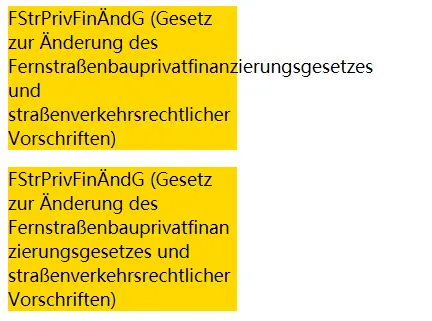 FStrPrivFinÄndG (Gesetz
zur Änderung des
Fernstraßenbauprivatfinanzierungsgesetzes
und
straßenverkehrsrechtlicher
Vorschriften)
FStrPrivFinÄndG (Gesetz
zur Änderung des
Fernstraßenbauprivatfinan
zierungsgesetzes und
straßenverkehrsrechtlicher
Vorschriften)